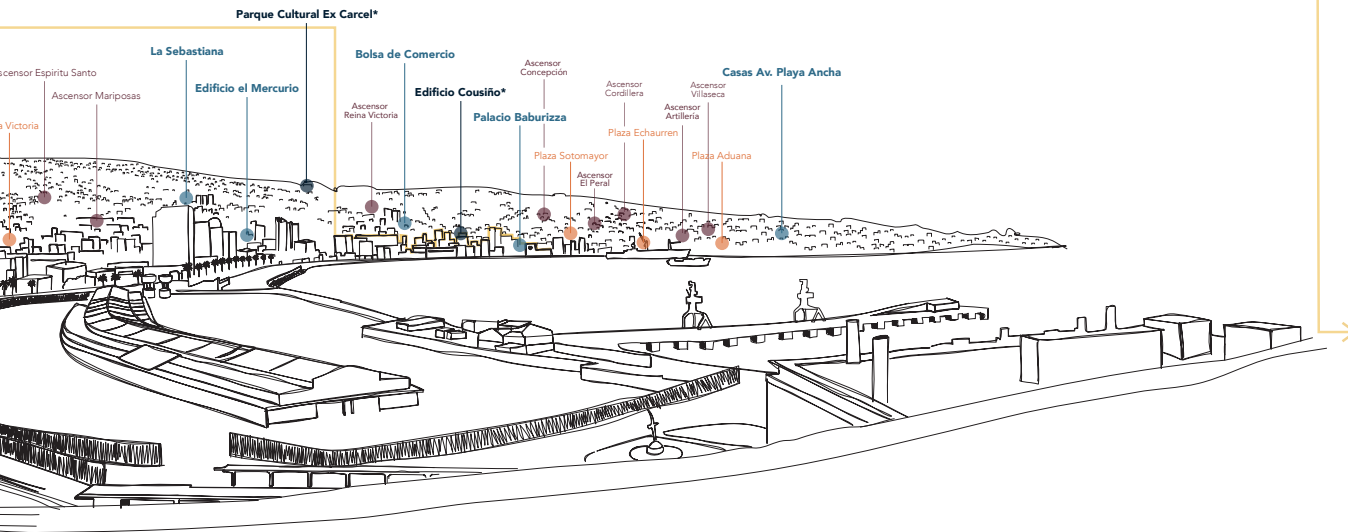 Parque Cultural Ex Carcel*
La Sebastiana
Bolsa de Comercio
Ascensor
Concepción
Casas Av. Playa Ancha
Espiritu Santo
Ascensor Mariposas
Edificio el Mercurio
Edificio Cousiño*
Ascensor
Cordillera
Ascensor
Villaseca
Ascensor
Reina Victoria
Palacio Baburizza
Ascensor
Artillería
Victoria
Plaza Echaurren
Plaza Sotomayor
Plaza Aduana
Ascensor
El Peral